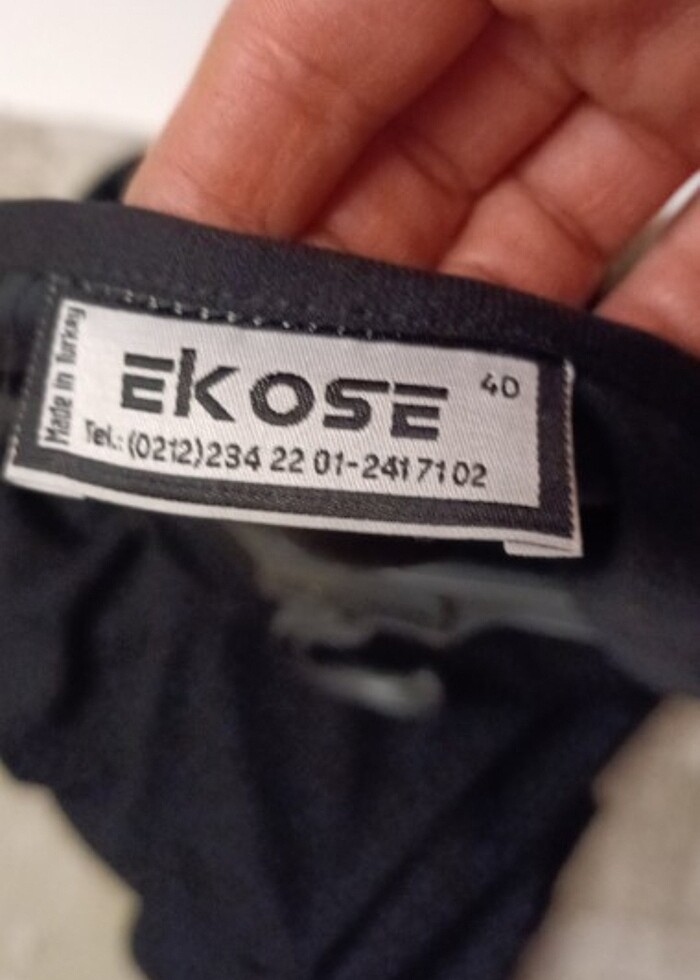 Made in Turkey
EKOSE 40
Tel.: (0212)234 22 01-241 71 02